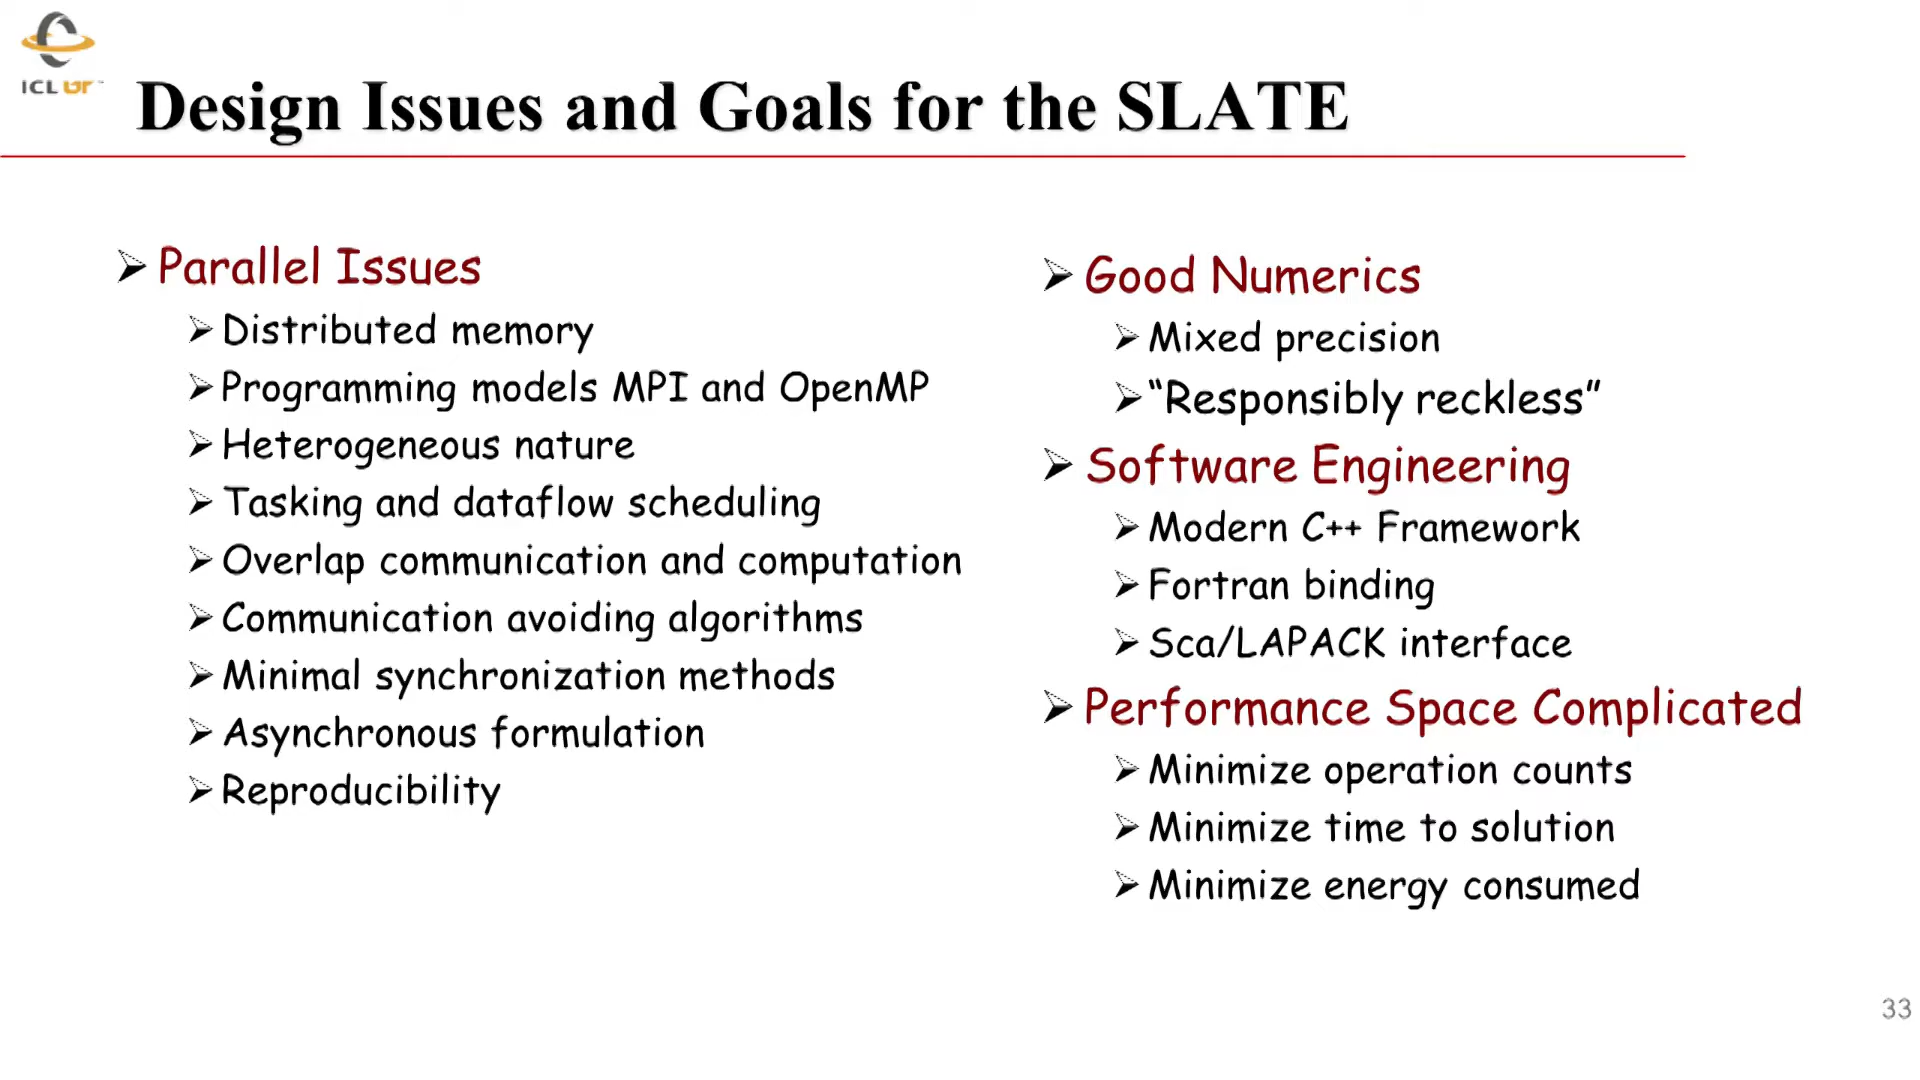 ICL UT
Design Issues and Goals for the SLATE
Parallel Issues
Distributed memory
Programming models MPI and OpenMP
Heterogeneous nature
Tasking and dataflow scheduling
Overlap communication and computation
Communication avoiding algorithms
Minimal synchronization methods
Asynchronous formulation
Reproducibility
Good Numerics
Mixed precision
“Responsibly reckless”
Software Engineering
Modern C++ Framework
Fortran binding
Sca/LAPACK interface
Performance Space Complicated
Minimize operation counts
Minimize time to solution
Minimize energy consumed
33